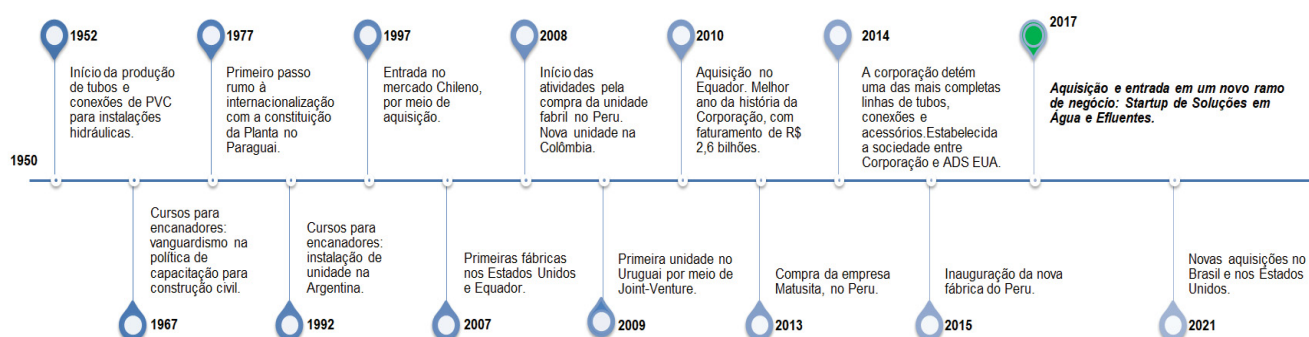 1952
Início da produção
de tubos e
conexões de PVC
para instalações
hidráulicas.
1977
Primeiro passo
rumo à
internacionalização
com a constituição
da Planta no
Paraguai.
1997
Entrada no
mercado Chileno,
por meio de
aquisição.
2008
Início das
atividades pela
compra da unidade
fabril no Peru.
Nova unidade na
Colômbia.
2010
Aquisição no
Equador. Melhor
ano da história da
Corporação, com
faturamento de R$
2,6 bilhões.
2014
A corporação detém
uma das mais completas
linhas de tubos,
conexões e
acessórios.Estabelecida
a sociedade entre
Corporação e ADS EUA.
2017
Aquisição e entrada em um novo ramo
de negócio: Startup de Soluções em
Água e Efluentes.
1950
Cursos para
encanadores:
vanguardismo na
política de
capacitação para
construção civil.
1967
Cursos para
encanadores:
instalação de
unidade na
Argentina.
1992
Primeiras fábricas
nos Estados Unidos
e Equador.
2007
Primeira unidade no
Uruguai por meio de
Joint-Venture.
2009
Compra da empresa
Matusita, no Peru.
2013
Inauguração da nova
fábrica do Peru.
2015
Novas aquisições no
Brasil e nos Estados
Unidos.
2021